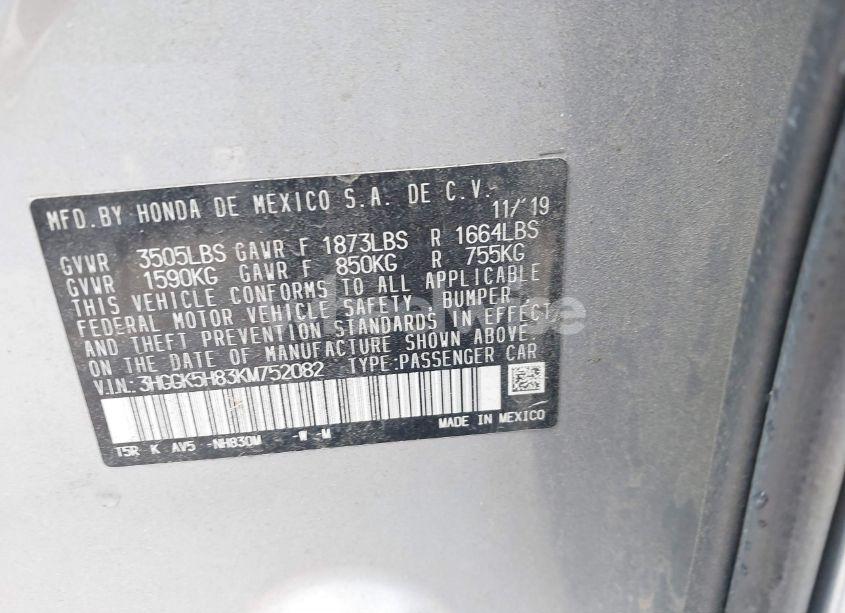 MFD.BY HONDA DE MEXICO S.A. DE C.V.
11/'19
GVWR 3505LBS GAWR F 1873LBS R 1664LBS
GVWR 1590KG GAWR F 850KG R 755KG
THIS VEHICLE CONFORMS TO ALL APPLICABLE
FEDERAL MOTOR VEHICLE SAFETY, BUMPER,
AND THEFT PREVENTION STANDARDS IN EFFECT
ON THE DATE OF MANUFACTURE SHOWN ABOVE.
V.I.N.: 3HGGK5H83KM752082 TYPE:PASSENGER CAR
MADE IN MEXICO
T5R K AV5 -NH830M -W -M